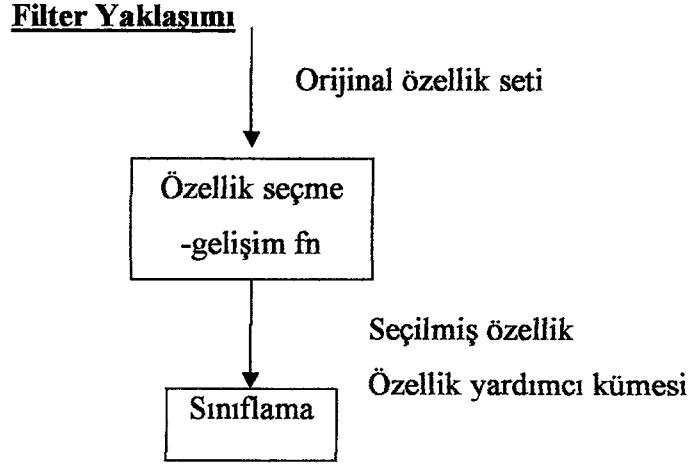 Filter Yaklaşımı
Orijinal özellik seti
Özellik seçme
-gelişim fn
Seçilmiş özellik
Özellik yardımcı kümesi
Sınıflama